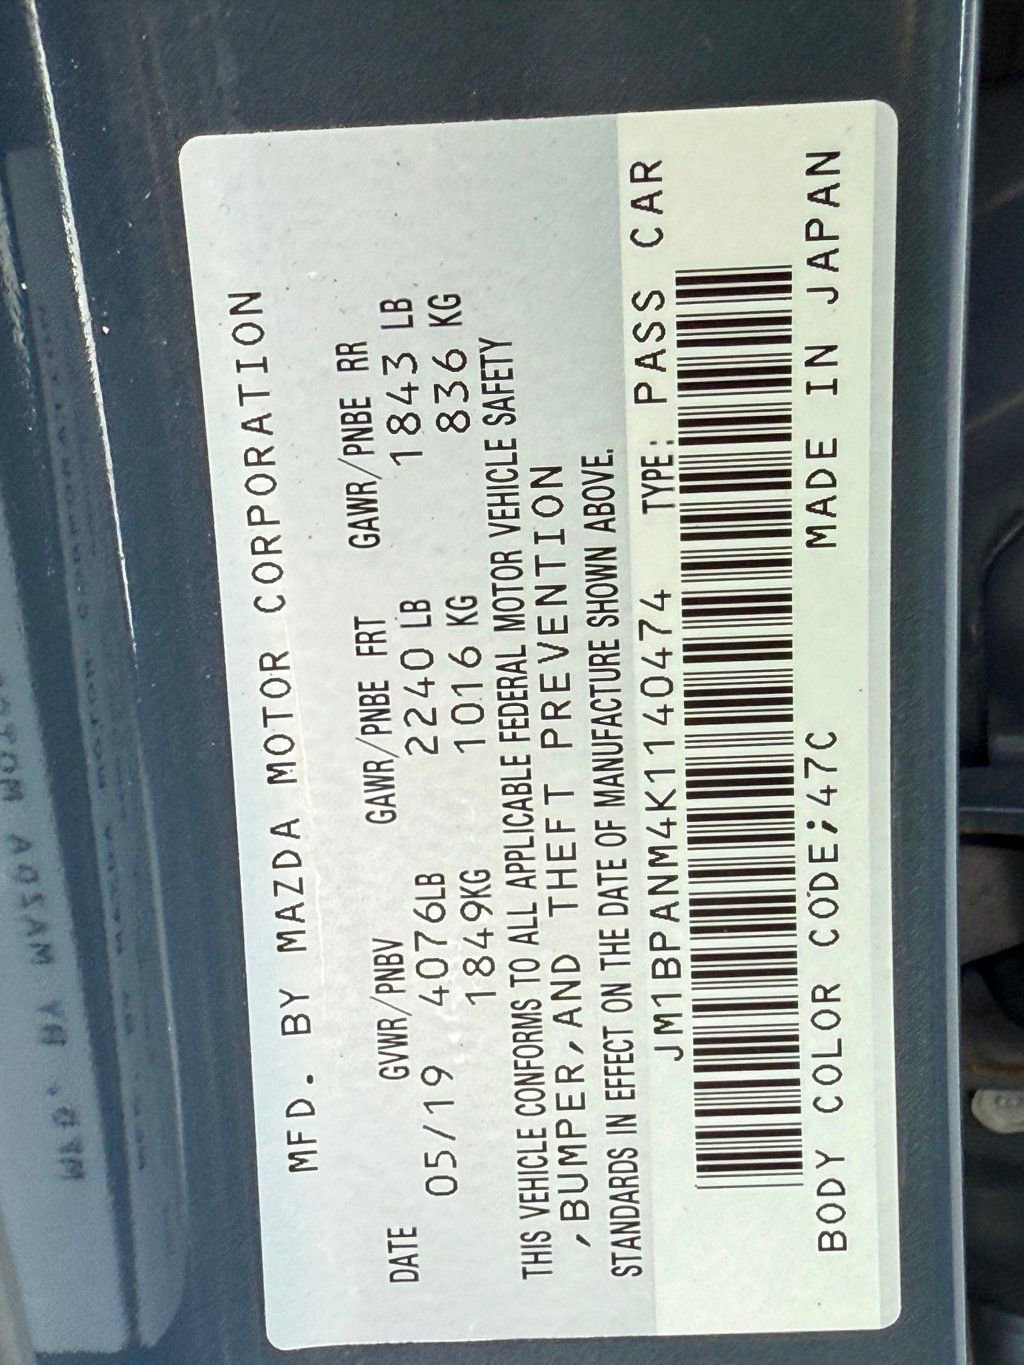 MFD. BY MAZDA MOTOR CORPORATION
DATE GVWR/PNBV GAWR/PNBE FRT GAWR/PNBE RR
05/19 4076LB 2240 LB 1843 LB
1849KG 1016 KG 836 KG
THIS VEHICLE CONFORMS TO ALL APPLICABLE FEDERAL MOTOR VEHICLE SAFETY
,BUMPER,AND THEFT PREVENTION
STANDARDS IN EFFECT ON THE DATE OF MANUFACTURE SHOWN ABOVE.
JM1BPANM4K1140474 TYPE: PASS CAR
BODY COLOR CODE;47C MADE IN JAPAN